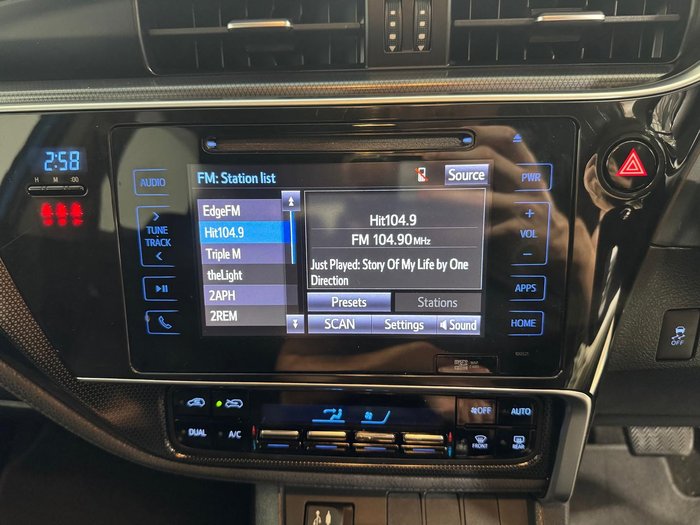 2:58
H M :00
AUDIO
TUNE
TRACK
FM: Station list
Source
EdgeFM
Hit104.9
Triple M
theLight
2APH
2REM
Hit104.9
FM 104.90 MHz
Just Played: Story Of My Life by One
Direction
Presets
Stations
SCAN
Settings
Sound
PWR
+
VOL
-
APPS
HOME
OFF
OFF
AUTO
DUAL
A/C
FRONT
REAR